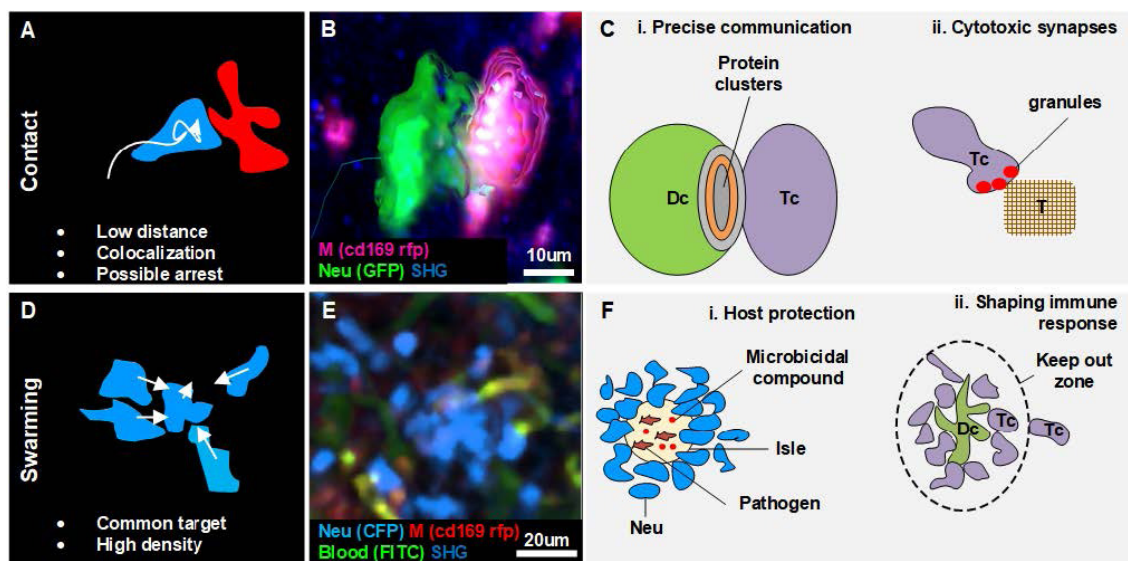 A
Contact
• Low distance
• Colocalization
• Possible arrest
B
M (cd169 rfp)
Neu (GFP) SHG
10um
C
i. Precise communication
Protein
clusters
Dc
Tc
ii. Cytotoxic synapses
granules
Tc
T
D
Swarming
• Common target
• High density
E
Neu (CFP) M (cd169 rfp)
Blood (FITC) SHG
20um
F
i. Host protection
Microbicidal
compound
Isle
Pathogen
Neu
ii. Shaping immune
response
Keep out
zone
Dc
Tc
Tc